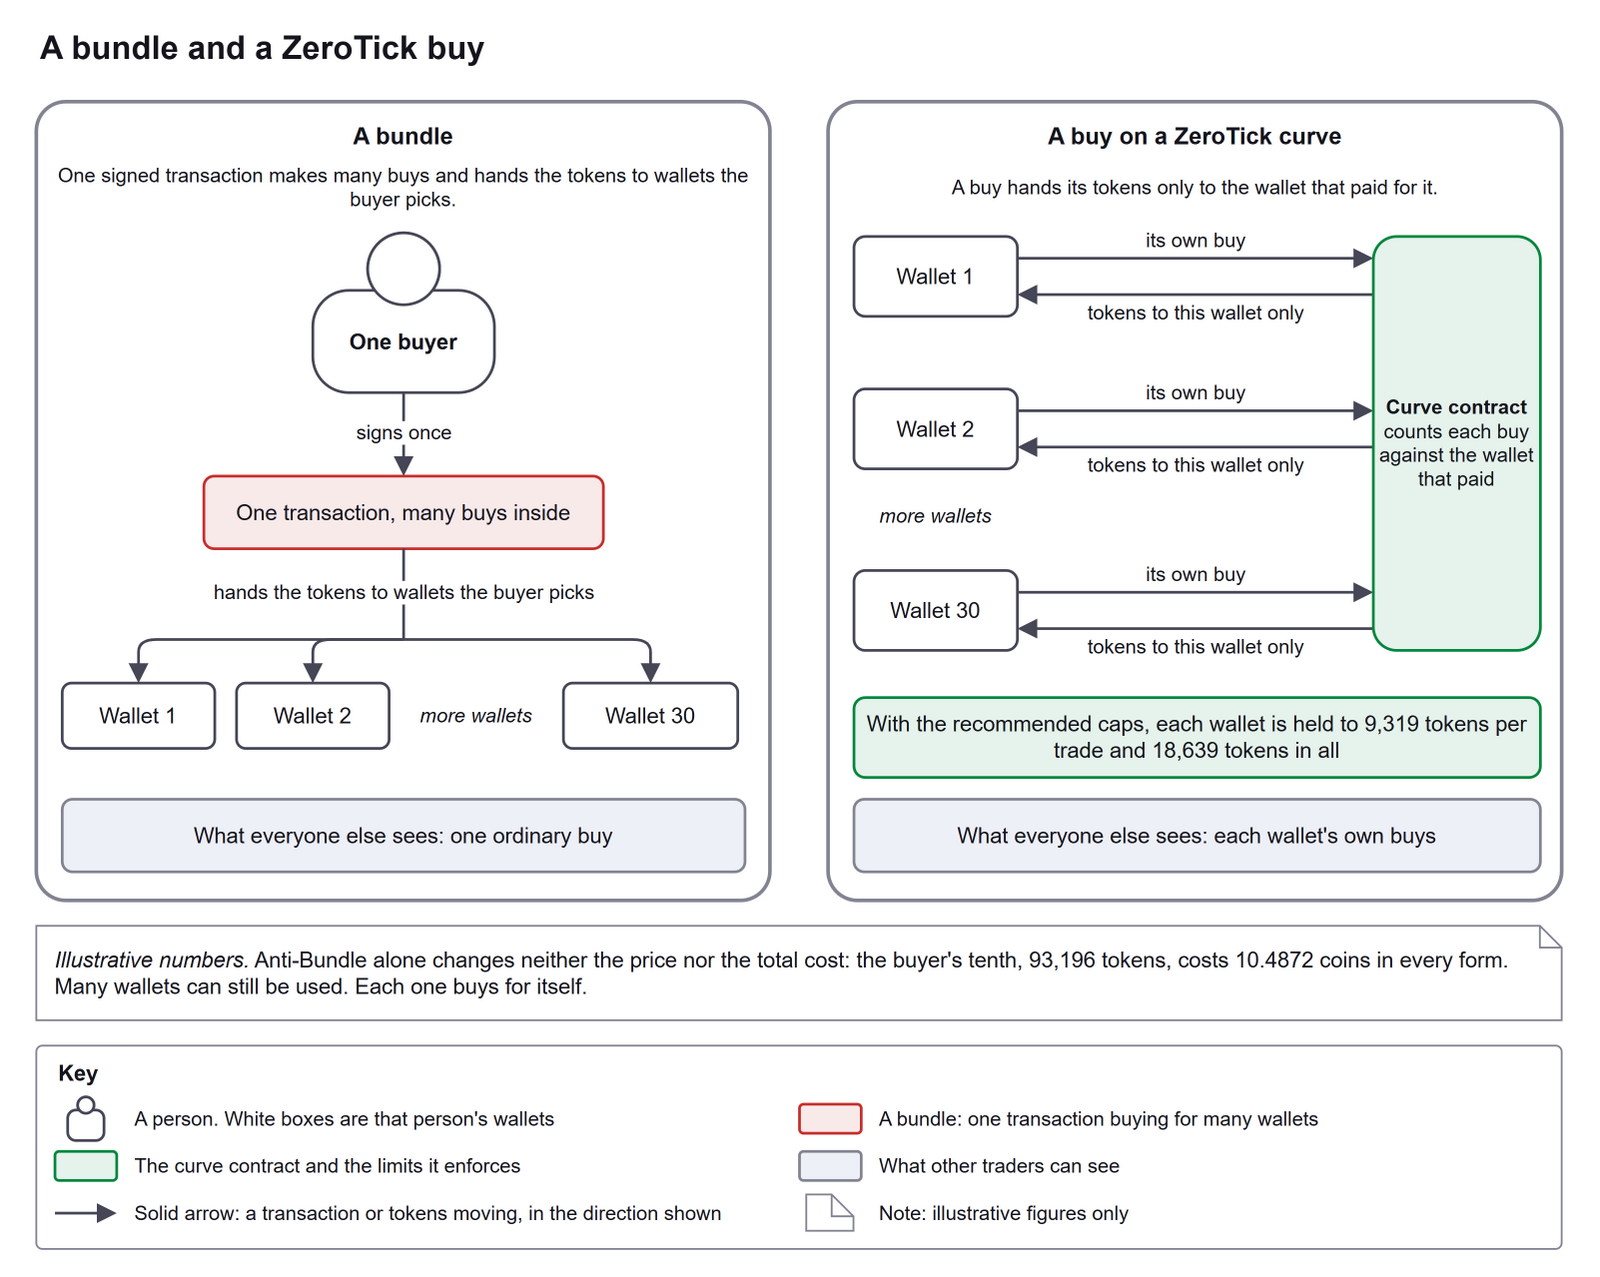 A bundle and a ZeroTick buy
A bundle
One signed transaction makes many buys and hands the tokens to wallets the
buyer picks.
One buyer
signs once
One transaction, many buys inside
hands the tokens to wallets the buyer picks
Wallet 1
Wallet 2
more wallets
Wallet 30
What everyone else sees: one ordinary buy
A buy on a ZeroTick curve
A buy hands its tokens only to the wallet that paid for it.
Wallet 1
its own buy
tokens to this wallet only
Wallet 2
its own buy
tokens to this wallet only
more wallets
Wallet 30
its own buy
tokens to this wallet only
Curve contract
counts each buy
against the wallet
that paid
With the recommended caps, each wallet is held to 9,319 tokens per
trade and 18,639 tokens in all
What everyone else sees: each wallet's own buys
Illustrative numbers. Anti-Bundle alone changes neither the price nor the total cost: the buyer's tenth, 93,196 tokens, costs 10.4872 coins in every form.
Many wallets can still be used. Each one buys for itself.
Key
A person. White boxes are that person's wallets
The curve contract and the limits it enforces
Solid arrow: a transaction or tokens moving, in the direction shown
A bundle: one transaction buying for many wallets
What other traders can see
Note: illustrative figures only